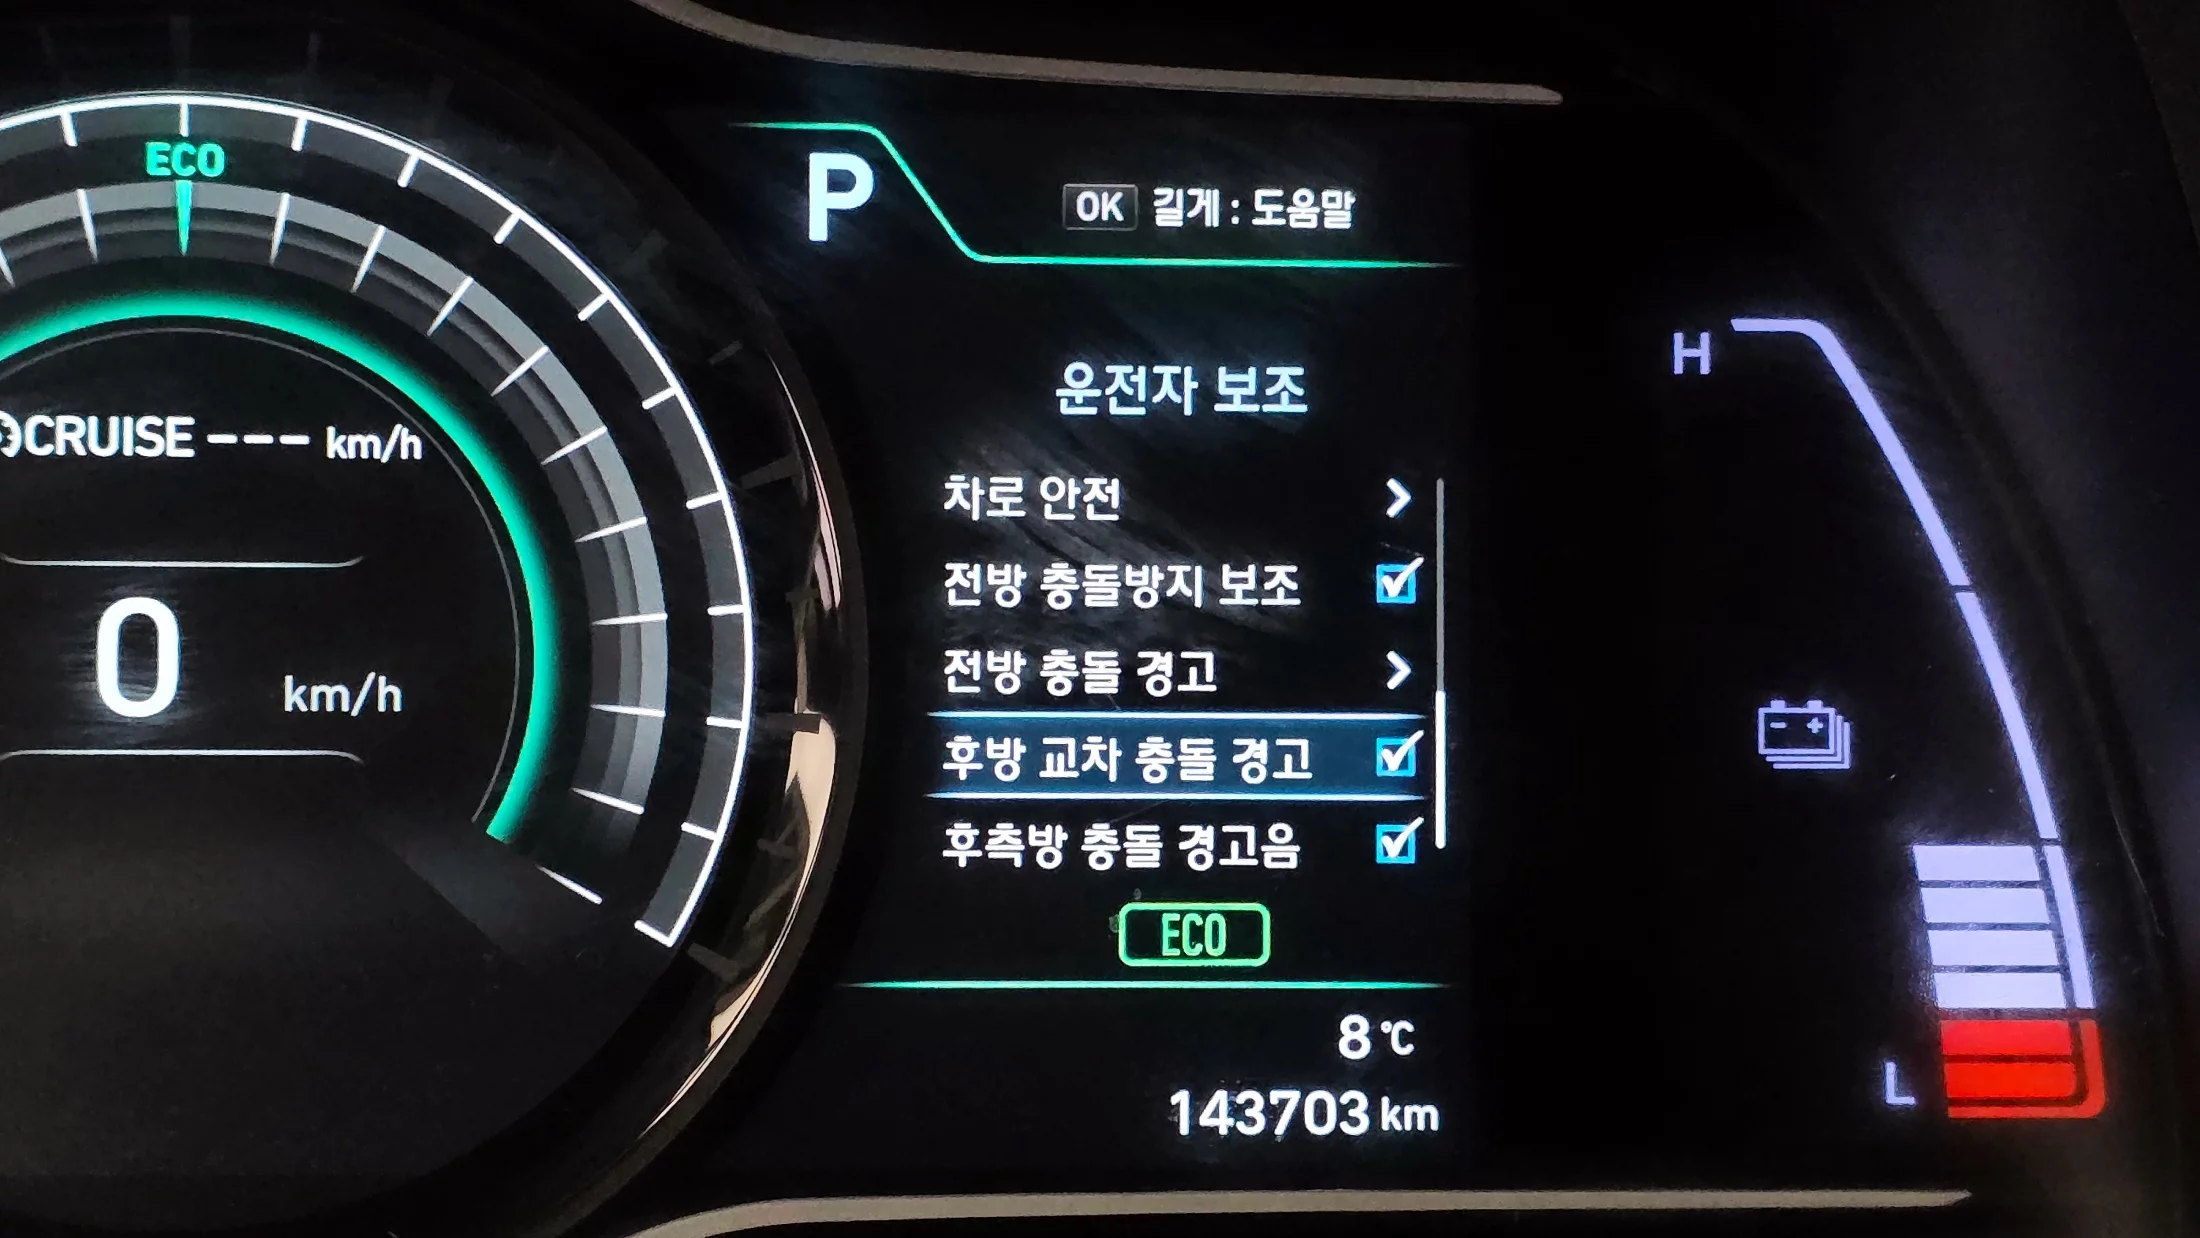 ECO
CRUISE --- km/h
0 km/h
P
OK 길게 : 도움말
운전자 보조
차로 안전
전방 충돌방지 보조
전방 충돌 경고
후방 교차 충돌 경고
후측방 충돌 경고음
ECO
8 ℃
143703 km
H
L